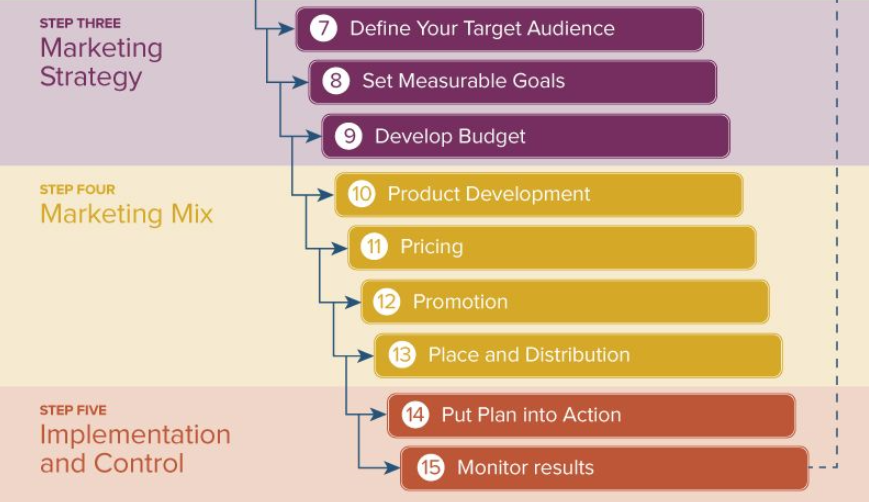 STEP THREE
Marketing
Strategy
7 Define Your Target Audience
8 Set Measurable Goals
9 Develop Budget
STEP FOUR
Marketing Mix
10 Product Development
11 Pricing
12 Promotion
13 Place and Distribution
STEP FIVE
Implementation
and Control
14 Put Plan into Action
15 Monitor results